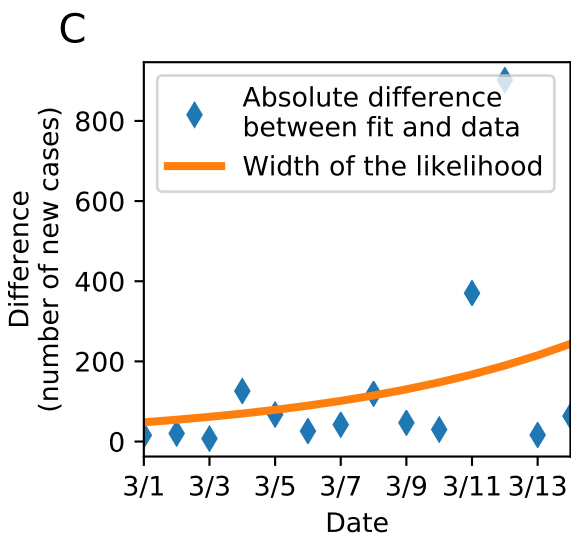 C
Difference
(number of new cases)
800
600
400
200
0
Absolute difference
between fit and data
Width of the likelihood
3/1 3/3 3/5 3/7 3/9 3/11 3/13
Date